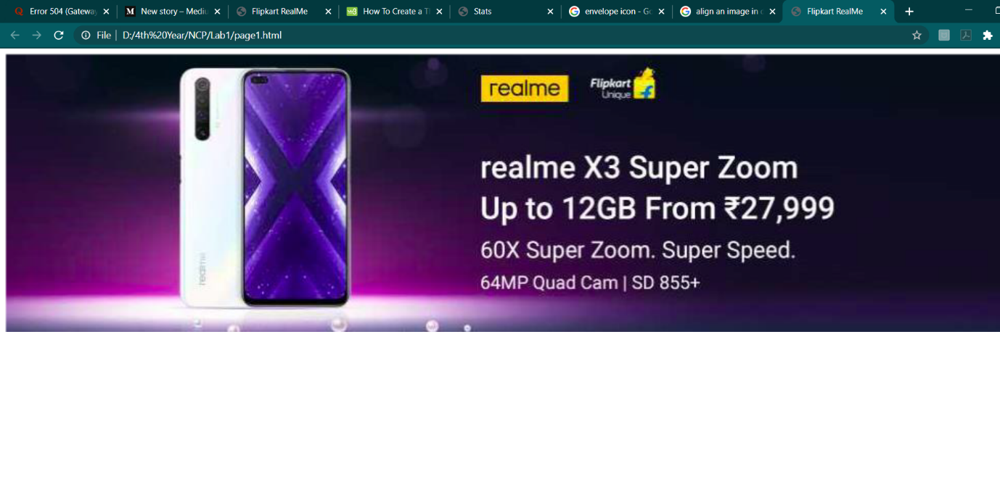 Error 504 (Gateway
New story – Mediu
Flipkart RealMe
How To Create a Ti
Stats
envelope icon - Go
align an image in c
Flipkart RealMe
File | D:/4th%20Year/NCP/Lab1/page1.html
realme
Flipkart
Unique
realme X3 Super Zoom
Up to 12GB From ₹27,999
60X Super Zoom. Super Speed.
64MP Quad Cam | SD 855+
realme